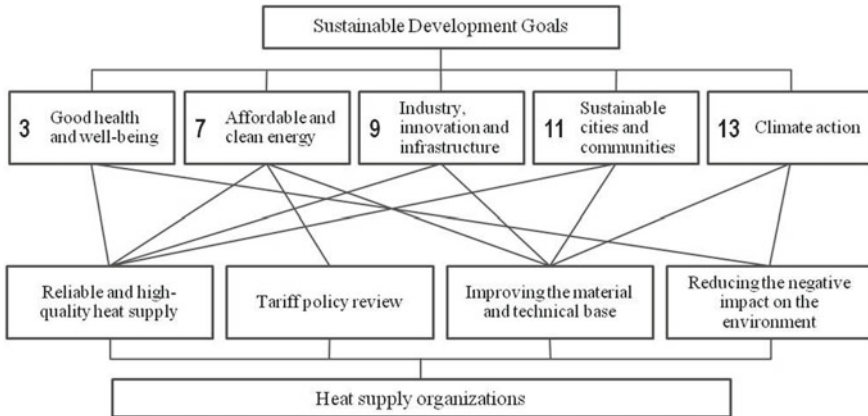 Sustainable Development Goals
3 Good health
and well-being
7 Affordable and
clean energy
9 Industry,
innovation and
infrastructure
11 Sustainable
cities and
communities
13 Climate action
Reliable and high-
quality heat supply
Tariff policy review
Improving the material
and technical base
Reducing the negative
impact on the
environment
Heat supply organizations